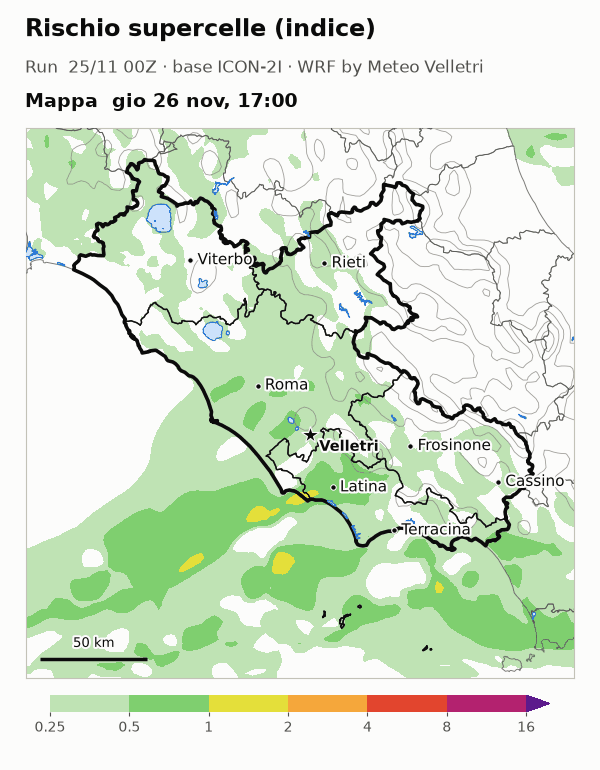 Rischio supercelle (indice)
Run  25/11 00Z · base ICON-2I · WRF by Meteo Velletri
Mappa  gio 26 nov, 17:00
Viterbo
Rieti
Roma
Velletri
Frosinone
Cassino
Latina
Terracina
50 km
0.25 0.5 1 2 4 8 16